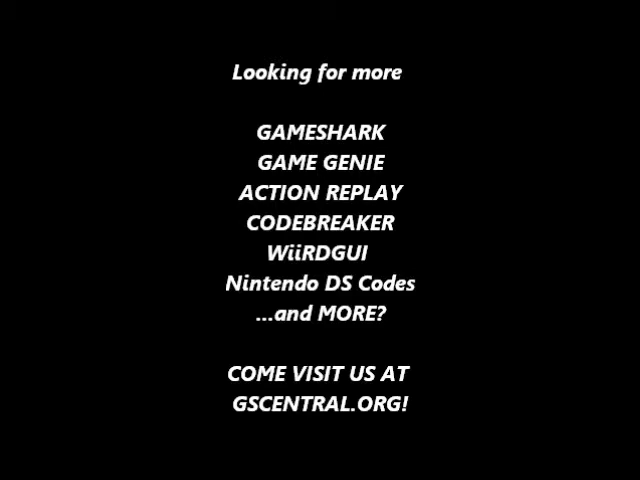 Looking for more
GAMESHARK
GAME GENIE
ACTION REPLAY
CODEBREAKER
WiiRDGUI
Nintendo DS Codes
...and MORE?
COME VISIT US AT
GSCENTRAL.ORG!